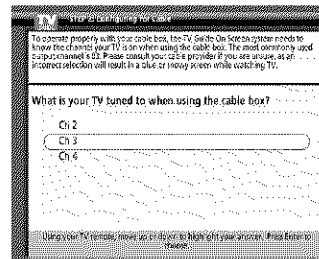 STEP 2: Configuring for Cable
To operate properly with your cable box, the TV Guide On Screen system needs to
know the channel your TV is on when using the cable box. The most commonly used
output channel is 03. Please consult your cable provider if you are unsure, as an
incorrect selection will result in a blue or snowy screen while watching TV.
What is your TV tuned to when using the cable box?
Ch 2
Ch 3
Ch 4
Using your TV remote, move up or down to highlight your answer. Press Enter to